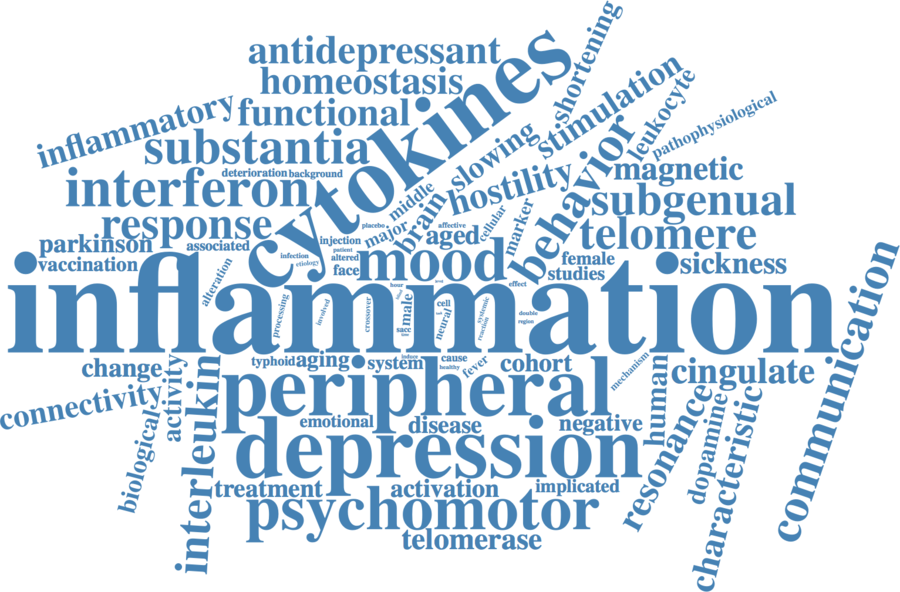 antidepressant
homeostasis
functional
inflammatory
substantia
cytokines
shortening
stimulation
leukocyte
pathophysiological
slowing
hostility
behavior
magnetic
subgenual
telomere
deterioration
background
interferon
middle
brain
placebo
major
affective
cellular
marker
response
parkinson
associated
injection
patient
altered
aged
infection
etiology
face
mood
vaccination
female
studies
sickness
alteration
hour
effect
inflammation
processing
involved
crossover
male
sacc
cell
neural
systemic
reaction
double
region
communication
change
activity
connectivity
biological
interleukin
typhoid
aging
system
induce
cause
healthy
fever
cohort
mechanism
human
cingulate
peripheral
emotional
disease
negative
resonance
dopamine
characteristic
depression
treatment
activation
implicated
psychomotor
telomerase